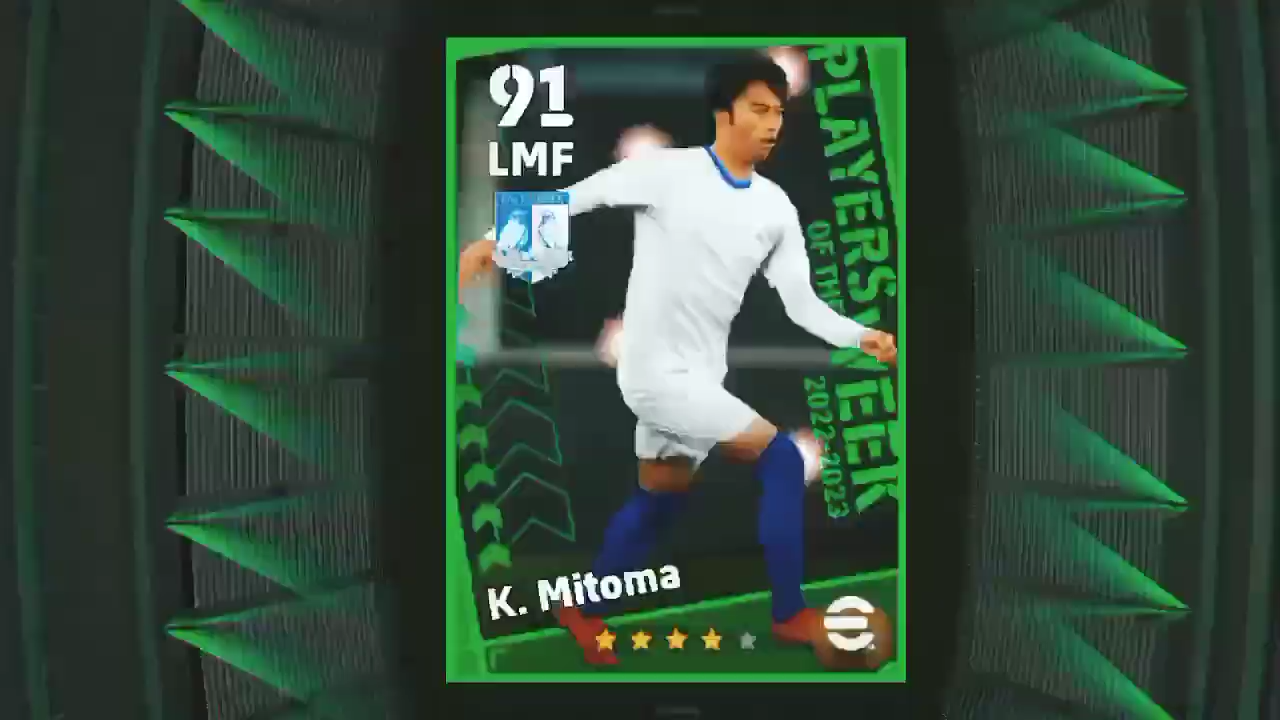 91
LMF
PLAYERS
OF THE WEEK
2022-2023
K. Mitoma